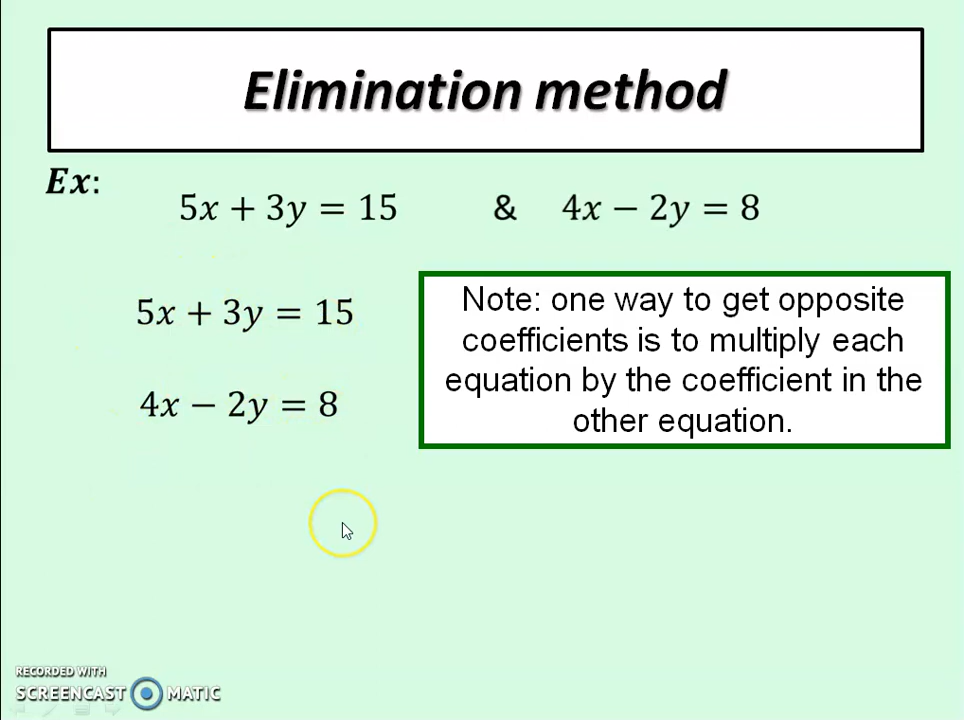 Elimination method
Ex:
5x + 3y = 15 & 4x − 2y = 8
5x + 3y = 15
4x − 2y = 8
Note: one way to get opposite
coefficients is to multiply each
equation by the coefficient in the
other equation.
RECORDED WITH
SCREENCAST MATIC